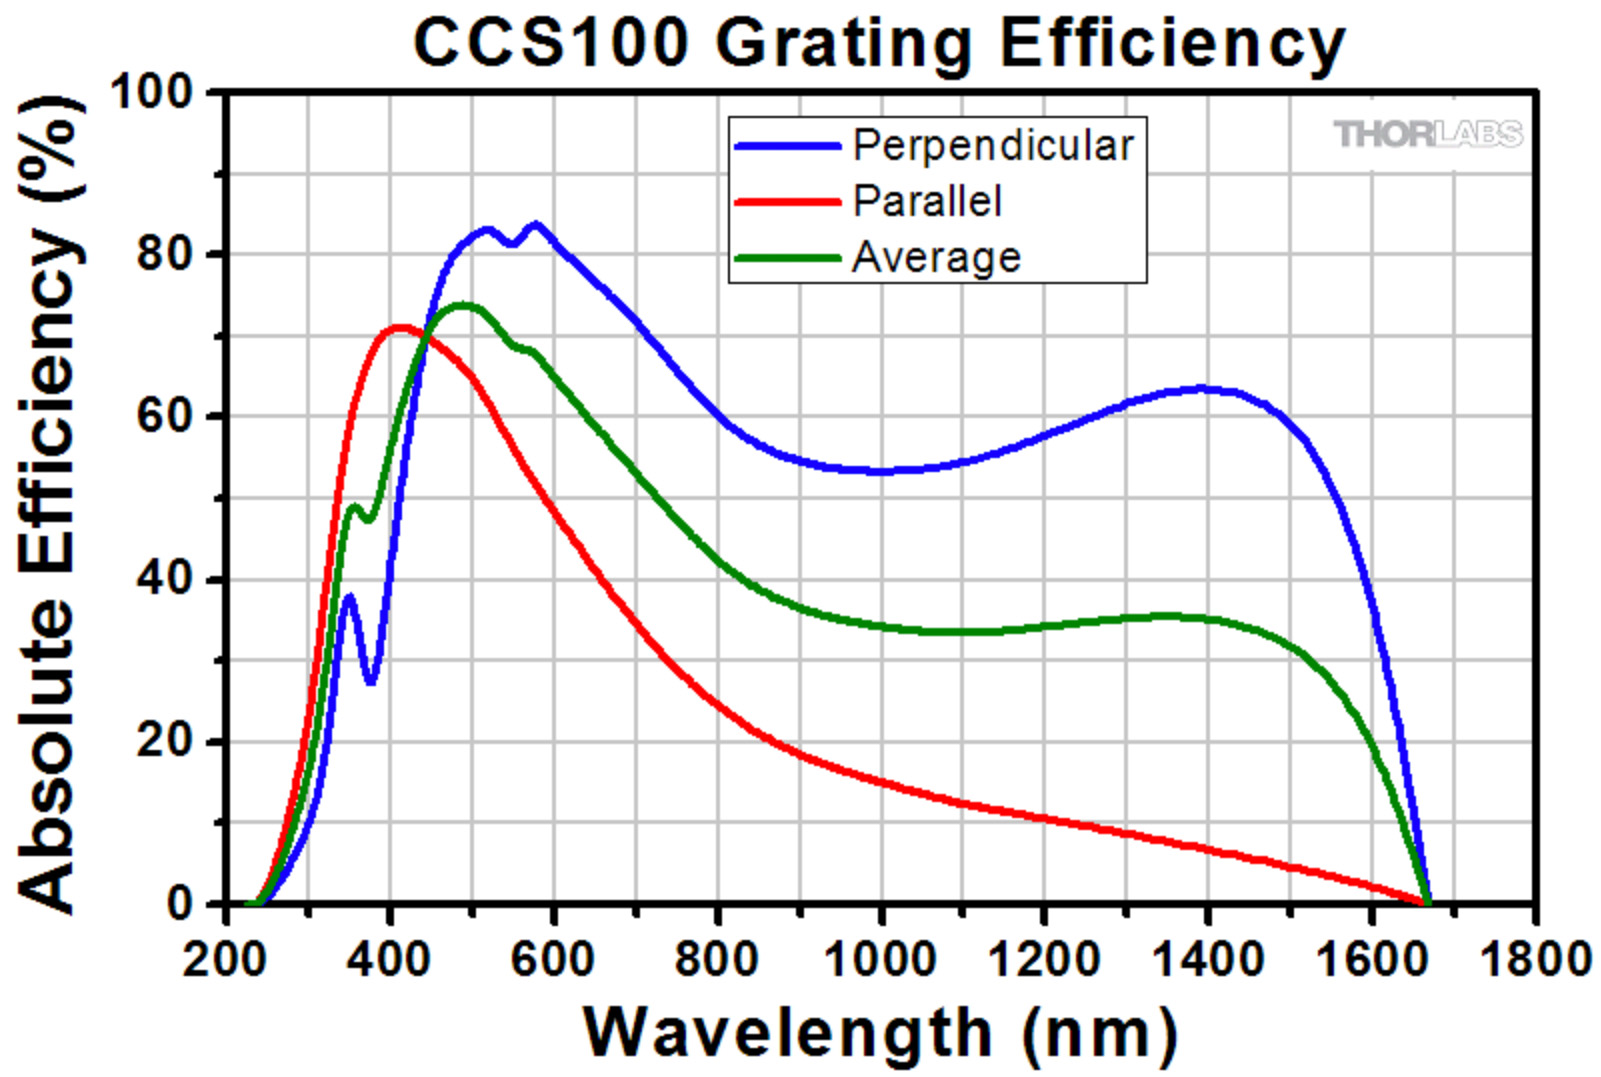 CCS100 Grating Efficiency
Absolute Efficiency (%)
100
80
60
40
20
0
Perpendicular
Parallel
Average
THORLABS
200 400 600 800 1000 1200 1400 1600 1800
Wavelength (nm)